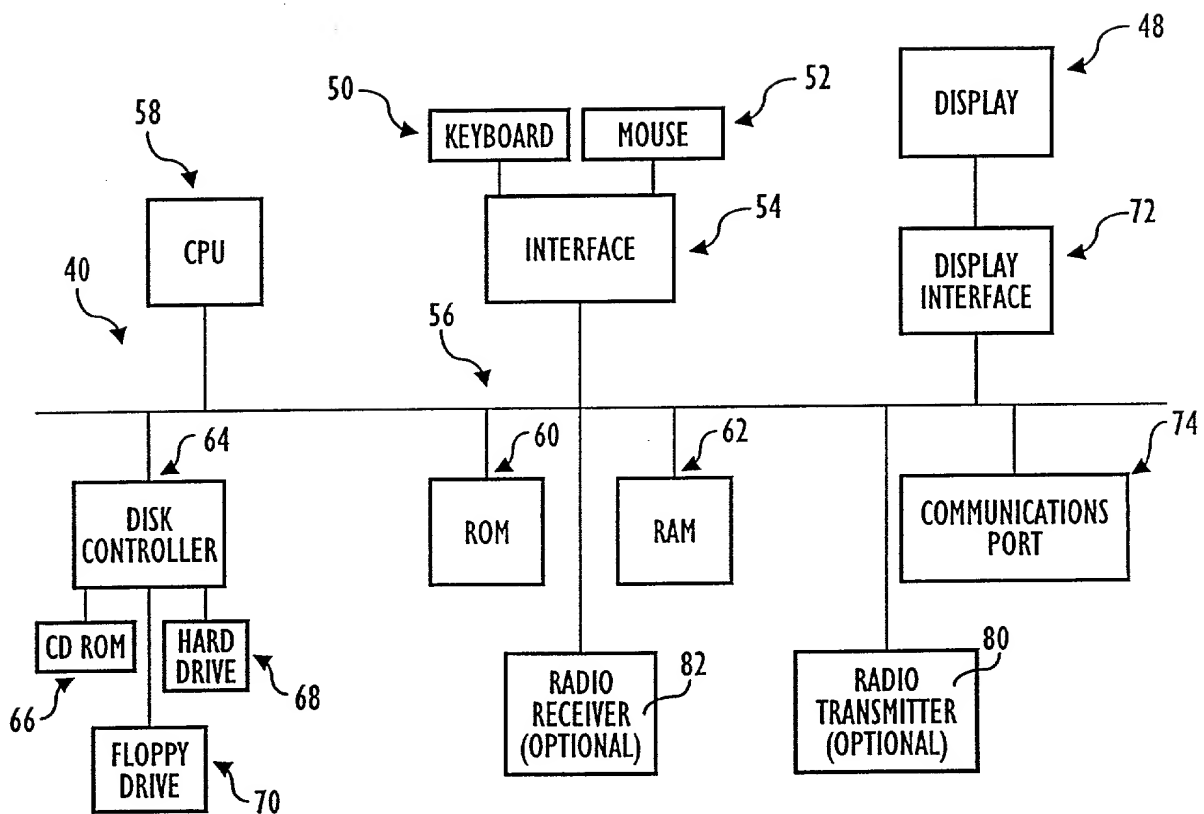 48
52
50
DISPLAY
58
KEYBOARD
MOUSE
54
72
CPU
INTERFACE
DISPLAY
INTERFACE
40
56
64
60
62
74
DISK
CONTROLLER
ROM
RAM
COMMUNICATIONS
PORT
CD ROM
HARD
DRIVE
66
68
82
80
RADIO
RECEIVER
(OPTIONAL)
RADIO
TRANSMITTER
(OPTIONAL)
FLOPPY
DRIVE
70